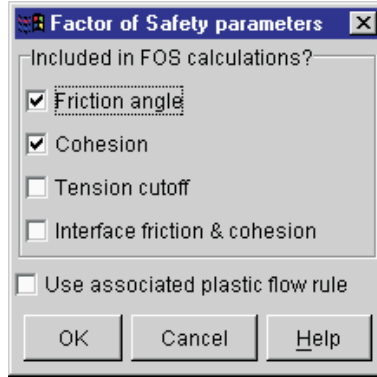 Factor of Safety parameters
Included in FOS calculations?
Friction angle
Cohesion
Tension cutoff
Interface friction & cohesion
Use associated plastic flow rule
OK Cancel Help